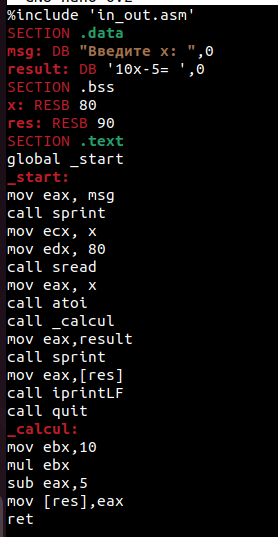 %include 'in_out.asm'
SECTION .data
msg: DB "Введите x: ",0
result: DB '10x-5= ',0
SECTION .bss
x: RESB 80
res: RESB 90
SECTION .text
global _start
_start:
mov eax, msg
call sprint
mov ecx, x
mov edx, 80
call sread
mov eax, x
call atoi
call _calcul
mov eax,result
call sprint
mov eax,[res]
call iprintLF
call quit
_calcul:
mov ebx,10
mul ebx
sub eax,5
mov [res],eax
ret